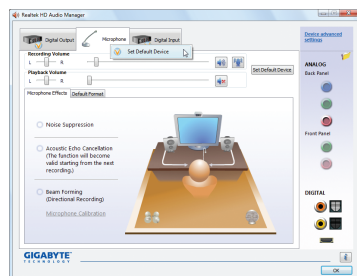 Realtek HD Audio Manager
Digital Output
Microphone
Digital Input
Device advanced settings
Set Default Device
Recording Volume
L R
Set Default Device
Playback Volume
L R
Microphone Effects
Default Format
Noise Suppression
Acoustic Echo Cancellation
(The function will become
valid starting from the next
recording.)
Beam Forming
(Directional Recording)
Microphone Calibration
ANALOG
Back Panel
Front Panel
DIGITAL
GIGABYTE
TECHNOLOGY
i
OK